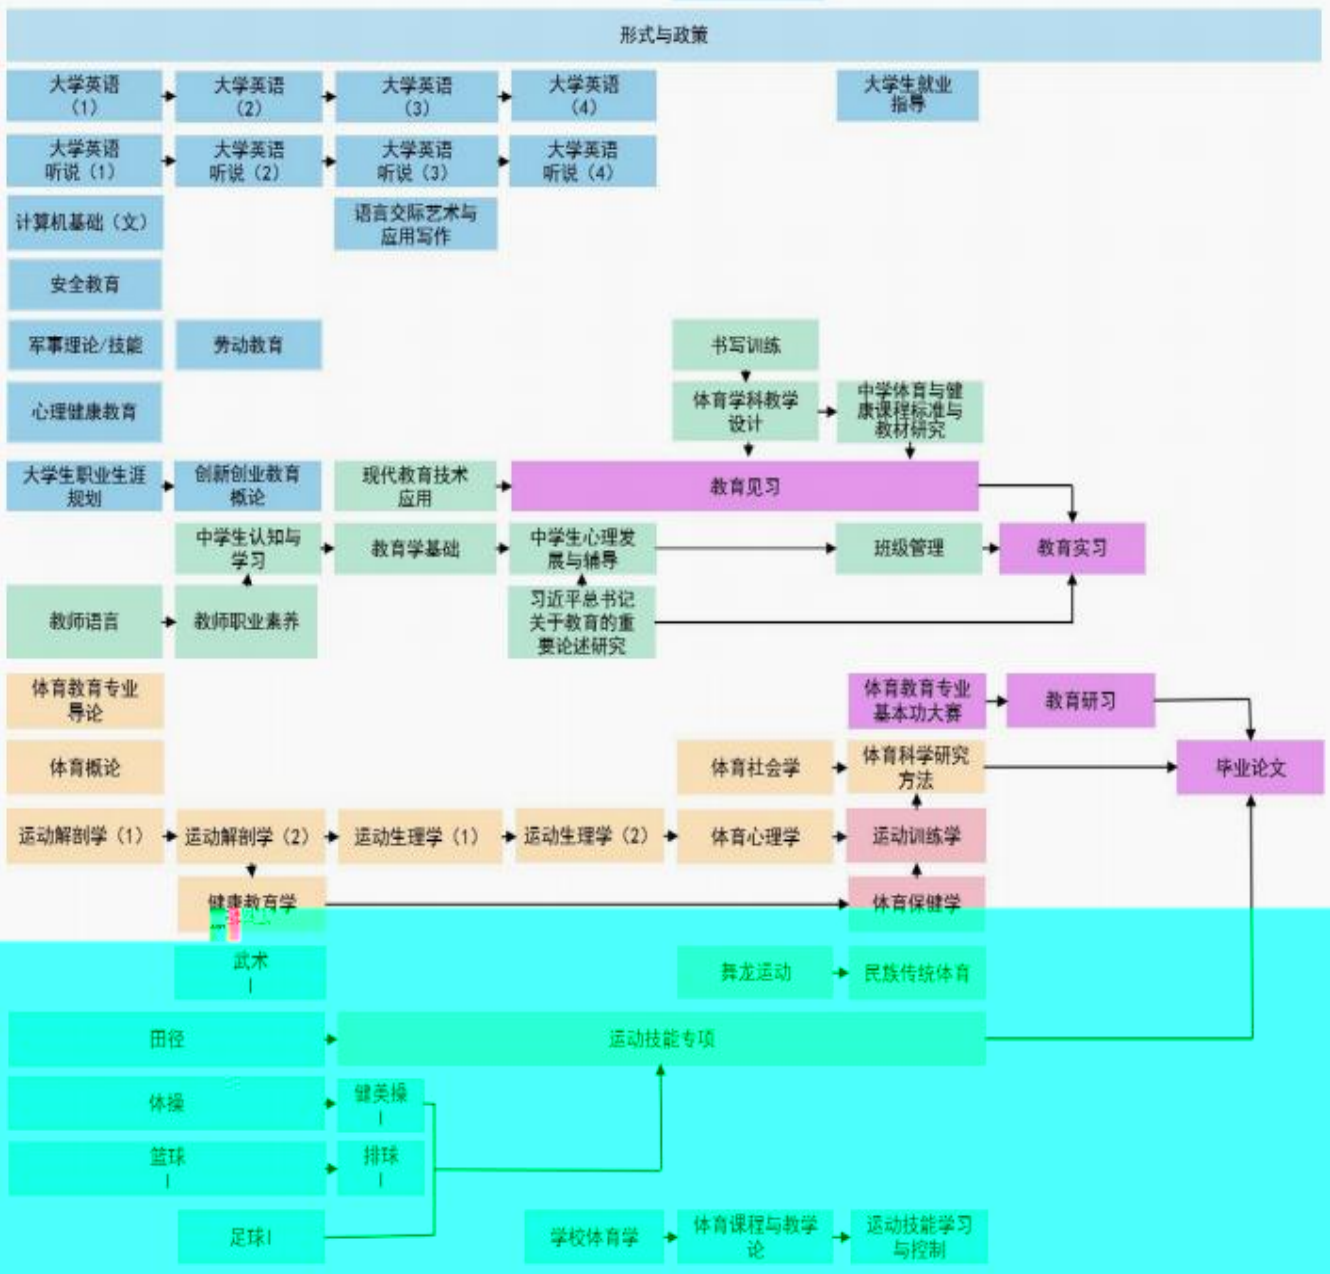 形式与政策
大学英语
（1）
大学英语
（2）
大学英语
（3）
大学英语
（4）
大学生就业
指导
大学英语
听说（1）
大学英语
听说（2）
大学英语
听说（3）
大学英语
听说（4）
计算机基础（文）
语言交际艺术与
应用写作
安全教育
军事理论/技能
劳动教育
书写训练
心理健康教育
体育学科教学
设计
中学体育与健
康课程标准与
教材研究
大学生职业生涯
规划
创新创业教育
概论
现代教育技术
应用
教育见习
中学生认知与
学习
教育学基础
中学生心理发
展与辅导
班级管理
教育实习
教师语言
教师职业素养
习近平总书记
关于教育的重
要论述研究
体育教育专业
导论
体育教育专业
基本功大赛
教育研习
体育概论
体育社会学
体育科学研究
方法
毕业论文
运动解剖学（1）
运动解剖学（2）
运动生理学（1）
运动生理学（2）
体育心理学
运动训练学
健康教育学
体育保健学
武术
I
舞龙运动
民族传统体育
田径
运动技能专项
体操
健美操
I
篮球
I
排球
I
足球I
学校体育学
体育课程与教学
论
运动技能学习
与控制